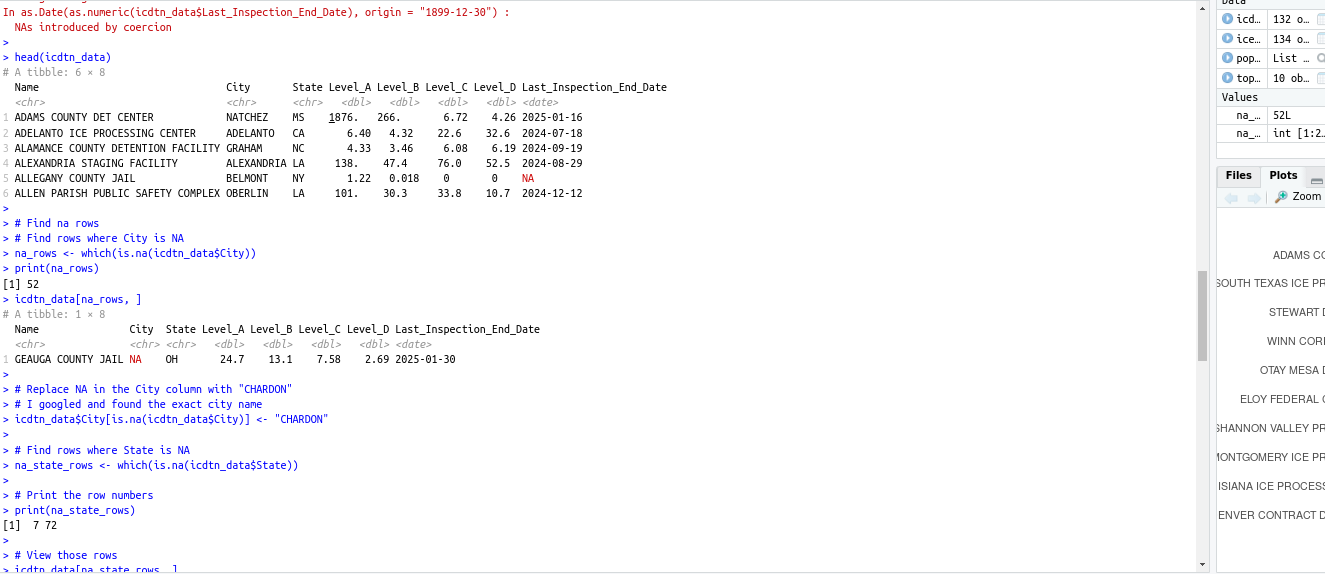 In as.Date(as.numeric(icdtn_data$Last_Inspection_End_Date), origin = "1899-12-30") :
  NAs introduced by coercion
>
> head(icdtn_data)
# A tibble: 6 × 8
  Name                               City       State Level_A Level_B Level_C Level_D Last_Inspection_End_Date
  <chr>                              <chr>      <chr>   <dbl>   <dbl>   <dbl>   <dbl> <date>
1 ADAMS COUNTY DET CENTER            NATCHEZ    MS    1876.   266.       6.72    4.26 2025-01-16
2 ADELANTO ICE PROCESSING CENTER     ADELANTO   CA       6.40   4.32    22.6    32.6  2024-07-18
3 ALAMANCE COUNTY DETENTION FACILITY GRAHAM     NC       4.33   3.46     6.08    6.19 2024-09-19
4 ALEXANDRIA STAGING FACILITY        ALEXANDRIA LA     138.    47.4     76.0    52.5  2024-08-29
5 ALLEGANY COUNTY JAIL               BELMONT    NY       1.22   0.018    0       0    NA
6 ALLEN PARISH PUBLIC SAFETY COMPLEX OBERLIN    LA     101.    30.3     33.8    10.7  2024-12-12
>
> # Find na rows
> # Find rows where City is NA
> na_rows <- which(is.na(icdtn_data$City))
> print(na_rows)
[1] 52
> icdtn_data[na_rows, ]
# A tibble: 1 × 8
  Name               City  State Level_A Level_B Level_C Level_D Last_Inspection_End_Date
  <chr>              <chr> <chr>   <dbl>   <dbl>   <dbl>   <dbl> <date>
1 GEAUGA COUNTY JAIL NA    OH       24.7    13.1    7.58    2.69 2025-01-30
>
> # Replace NA in the City column with "CHARDON"
> # I googled and found the exact city name
> icdtn_data$City[is.na(icdtn_data$City)] <- "CHARDON"
>
> # Find rows where State is NA
> na_state_rows <- which(is.na(icdtn_data$State))
>
> # Print the row numbers
> print(na_state_rows)
[1]  7 72
>
> # View those rows
> icdtn_data[na_state_rows, ]
Data
icd… 132 o…
ice… 134 o…
pop… List …
top… 10 ob…
Values
na_… 52L
na_… int [1:2…
Files Plots
Zoom
ADAMS CO
SOUTH TEXAS ICE PR
STEWART D
WINN CORR
OTAY MESA D
ELOY FEDERAL C
SHANNON VALLEY PR
MONTGOMERY ICE PR
ISIANA ICE PROCESS
ENVER CONTRACT D